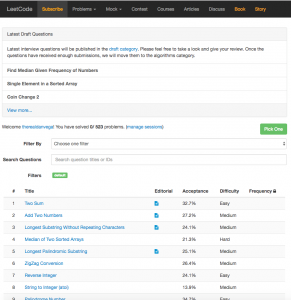 LeetCode Subscribe Problems Mock Contest Courses Articles Discuss Book Story
Latest Draft Questions
Latest interview questions will be published in the draft category. Please feel free to take a look and give your review. Once the
questions have received enough submissions, we will move them to the algorithms category.
Find Median Given Frequency of Numbers
Single Element in a Sorted Array
Coin Change 2
View more...
You have solved 0/ 523 problems. (manage sessions)
Pick One
Filter By Choose one filter
Search Questions Search question titles or IDs
Filters default
# Title Editorial Acceptance Difficulty Frequency
1 Two Sum 32.7% Easy
2 Add Two Numbers 27.2% Medium
3 Longest Substring Without Repeating Characters 24.1% Medium
4 Median of Two Sorted Arrays 21.3% Hard
5 Longest Palindromic Substring 25.1% Medium
6 ZigZag Conversion 26.4% Medium
7 Reverse Integer 24.1% Easy
8 String to Integer (atoi) 13.9% Medium
9 Palindrome Number 34.7% Easy